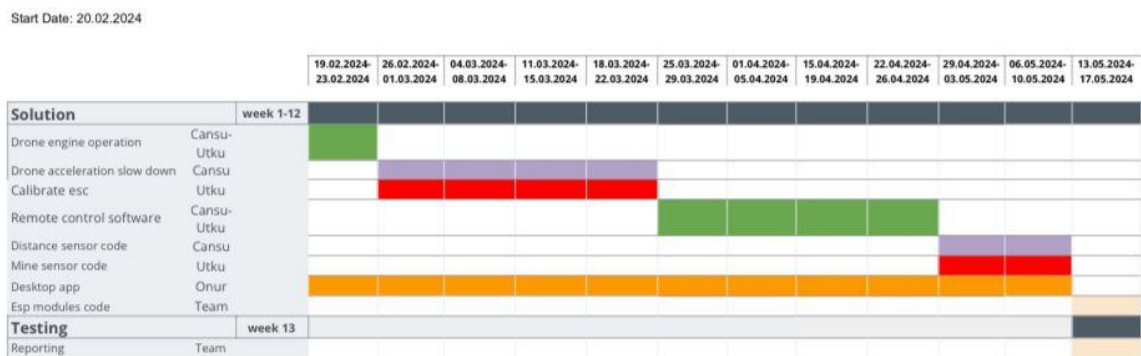 Start Date: 20.02.2024
19.02.2024- 26.02.2024- 04.03.2024- 11.03.2024- 18.03.2024- 25.03.2024- 01.04.2024- 15.04.2024- 22.04.2024- 29.04.2024- 06.05.2024- 13.05.2024-
23.02.2024 01.03.2024 08.03.2024 15.03.2024 22.03.2024 29.03.2024 05.04.2024 19.04.2024 26.04.2024 03.05.2024 10.05.2024 17.05.2024
Solution week 1-12
Drone engine operation Cansu-
Utku
Drone acceleration slow down Cansu
Calibrate esc Utku
Remote control software Cansu-
Utku
Distance sensor code Cansu
Mine sensor code Utku
Desktop app Onur
Esp modules code Team
Testing week 13
Reporting Team